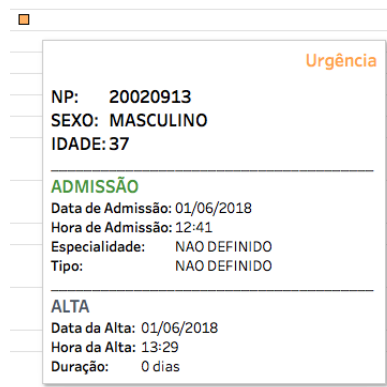 Urgência
NP: 20020913
SEXO: MASCULINO
IDADE: 37
ADMISSÃO
Data de Admissão: 01/06/2018
Hora de Admissão: 12:41
Especialidade: NAO DEFINIDO
Tipo: NAO DEFINIDO
ALTA
Data da Alta: 01/06/2018
Hora da Alta: 13:29
Duração: 0 dias